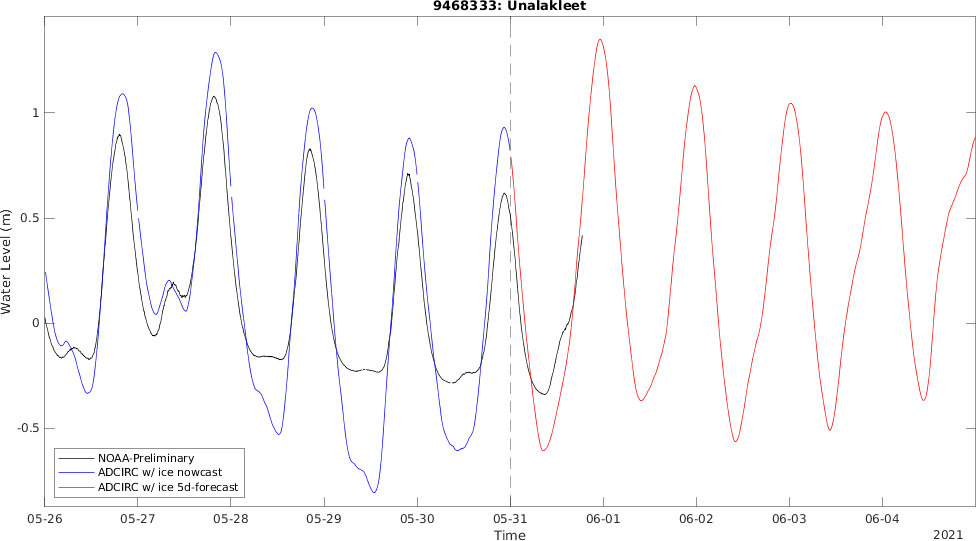 9468333: Unalakleet
Water Level (m)
1
0.5
0
-0.5
NOAA-Preliminary
ADCIRC w/ ice nowcast
ADCIRC w/ ice 5d-forecast
05-26 05-27 05-28 05-29 05-30 05-31 06-01 06-02 06-03 06-04
Time
2021